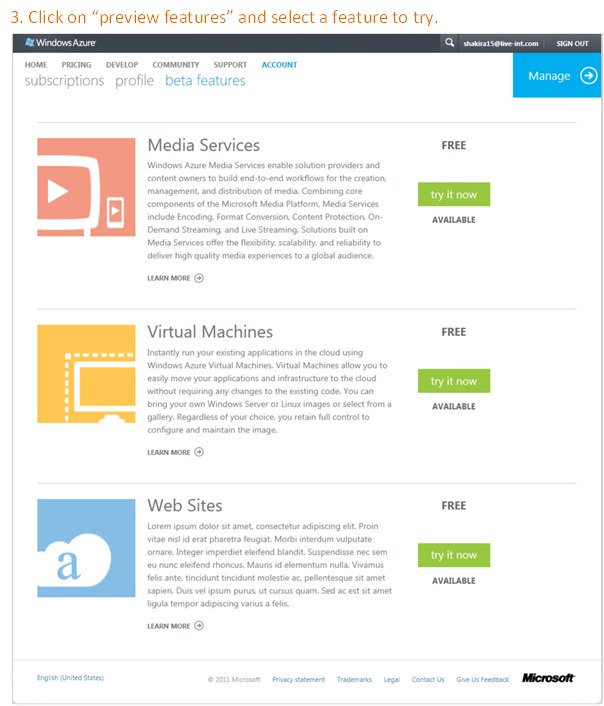 3. Click on “preview features” and select a feature to try.
Windows Azure
shakira15@live-int.com SIGN OUT
HOME PRICING DEVELOP COMMUNITY SUPPORT ACCOUNT
subscriptions profile beta features
Manage
Media Services
FREE
Windows Azure Media Services enable solution providers and
content owners to build end-to-end workflows for the creation,
management, and distribution of media. Combining core
components of the Microsoft Media Platform, Media Services
include Encoding, Format Conversion, Content Protection, On-
Demand Streaming, and Live Streaming. Solutions built on
Media Services offer the flexibility, scalability, and reliability to
deliver high quality media experiences to a global audience.
try it now
AVAILABLE
LEARN MORE
Virtual Machines
FREE
Instantly run your existing applications in the cloud using
Windows Azure Virtual Machines. Virtual Machines allow you to
easily move your applications and infrastructure to the cloud
without requiring any changes to the existing code. You can
bring your own Windows Server or Linux images or select from a
gallery. Regardless of your choice, you retain full control to
configure and maintain the image.
try it now
AVAILABLE
LEARN MORE
a
Web Sites
FREE
Lorem ipsum dolor sit amet, consectetur adipiscing elit. Proin
vitae nisl id erat pharetra feugiat. Morbi interdum vulputate
ornare. Integer imperdiet eleifend blandit. Suspendisse nec sem
eu nunc eleifend rhoncus. Mauris id elementum nulla. Vivamus
felis ante, tincidunt tincidunt molestie ac, pellentesque sit amet
sapien. Duis vel ipsum purus, ut cursus quam. Sed ac est sit amet
ligula tempor adipiscing varius a felis.
try it now
AVAILABLE
LEARN MORE
English (United States) © 2011 Microsoft Privacy statement Trademarks Legal Contact Us Give Us Feedback Microsoft